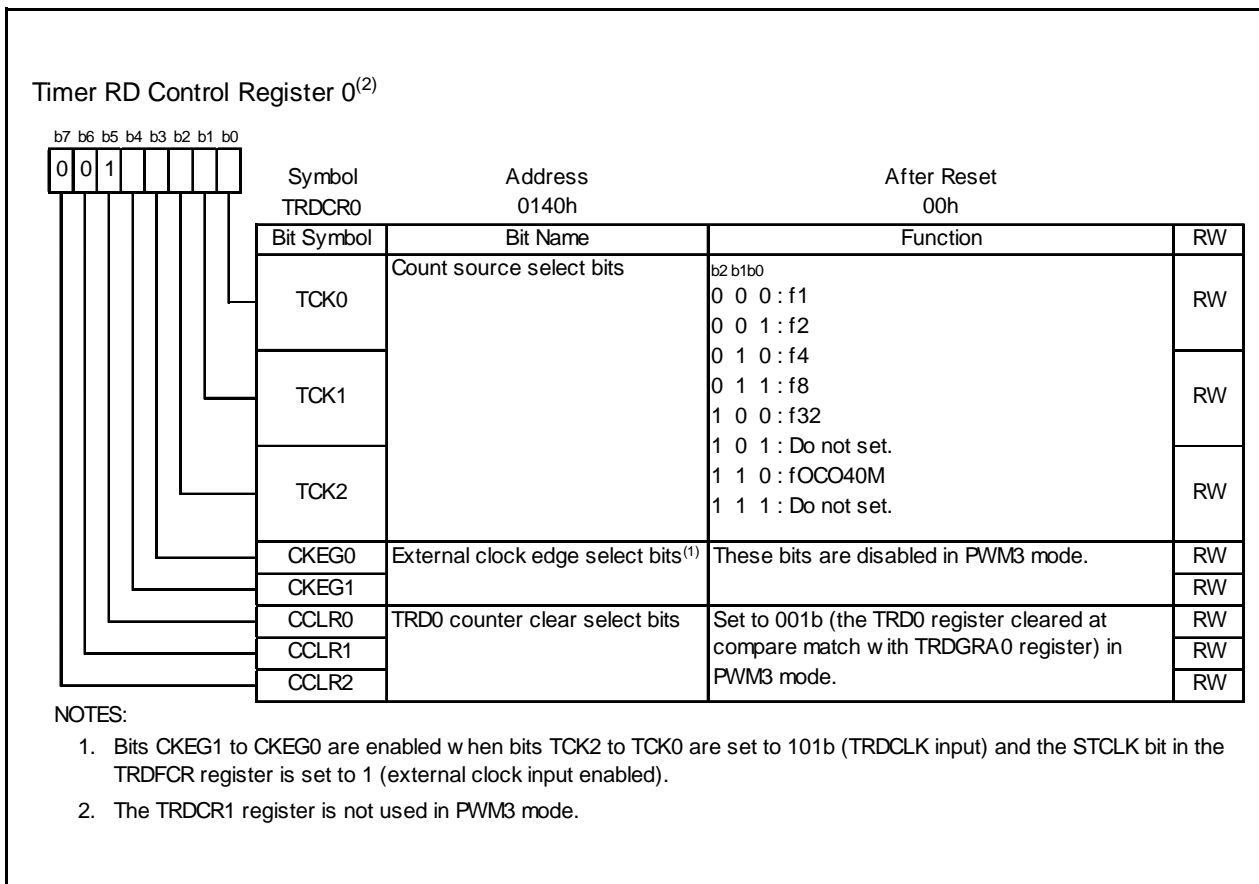 Timer RD Control Register 0(2)
b7 b6 b5 b4 b3 b2 b1 b0
0 0 1
Symbol Address After Reset
TRDCR0 0140h 00h
Bit Symbol Bit Name Function RW
TCK0 Count source select bits b2 b1 b0 RW
0 0 0 : f1
0 0 1 : f2
0 1 0 : f4
TCK1 0 1 1 : f8 RW
1 0 0 : f32
1 0 1 : Do not set.
TCK2 1 1 0 : fOCO40M RW
1 1 1 : Do not set.
CKEG0 External clock edge select bits(1) These bits are disabled in PWM3 mode. RW
CKEG1 RW
CCLR0 TRD0 counter clear select bits Set to 001b (the TRD0 register cleared at RW
CCLR1 compare match with TRDGRA0 register) in RW
CCLR2 PWM3 mode. RW
NOTES:
1. Bits CKEG1 to CKEG0 are enabled when bits TCK2 to TCK0 are set to 101b (TRDCLK input) and the STCLK bit in the
TRDFCR register is set to 1 (external clock input enabled).
2. The TRDCR1 register is not used in PWM3 mode.